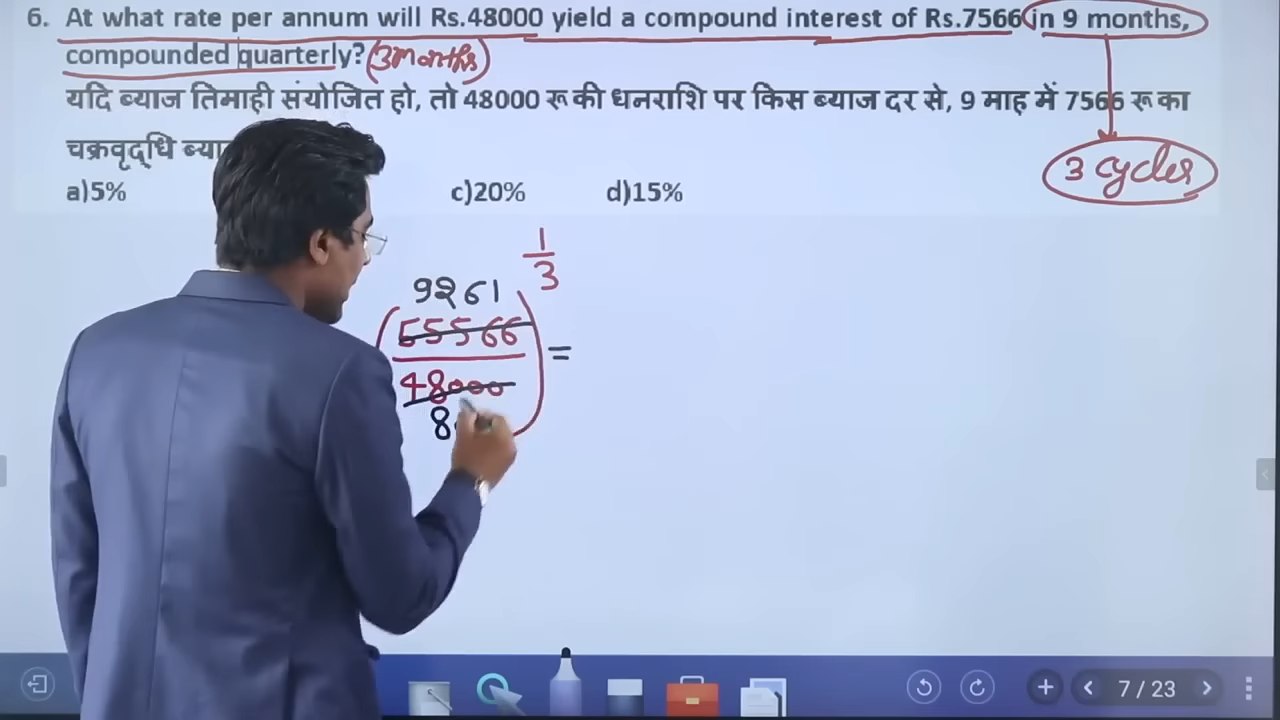 6. At what rate per annum will Rs.48000 yield a compound interest of Rs.7566 in 9 months,
compounded quarterly? (3months)
यदि ब्याज तिमाही संयोजित हो, तो 48000 रू की धनराशि पर किस ब्याज दर से, 9 माह में 7566 रू का
चक्रवृद्धि
3 cycles
a)5% c)20% d)15%
1
3
9261
55566
=
48000
8
7 / 23